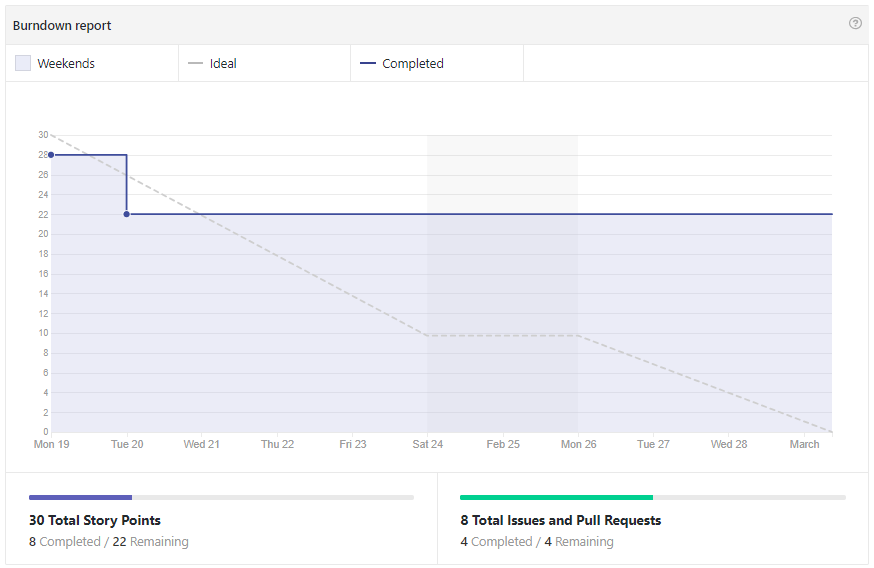 Burndown report
Weekends Ideal Completed
30
28
26
24
22
20
18
16
14
12
10
8
6
4
2
0
Mon 19 Tue 20 Wed 21 Thu 22 Fri 23 Sat 24 Feb 25 Mon 26 Tue 27 Wed 28 March
30 Total Story Points
8 Completed / 22 Remaining
8 Total Issues and Pull Requests
4 Completed / 4 Remaining